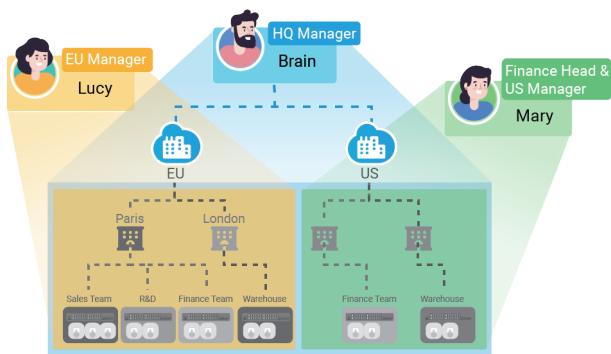 HQ Manager
Brain
EU Manager
Lucy
Finance Head &
US Manager
Mary
EU
US
Paris
London
Sales Team
R&D
Finance Team
Warehouse
Finance Team
Warehouse